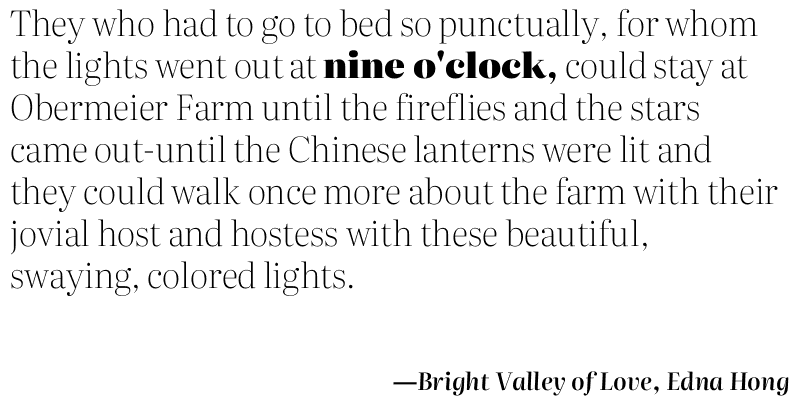 They who had to go to bed so punctually, for whom
the lights went out at nine o'clock, could stay at
Obermeier Farm until the fireflies and the stars
came out-until the Chinese lanterns were lit and
they could walk once more about the farm with their
jovial host and hostess with these beautiful,
swaying, colored lights.
—Bright Valley of Love, Edna Hong